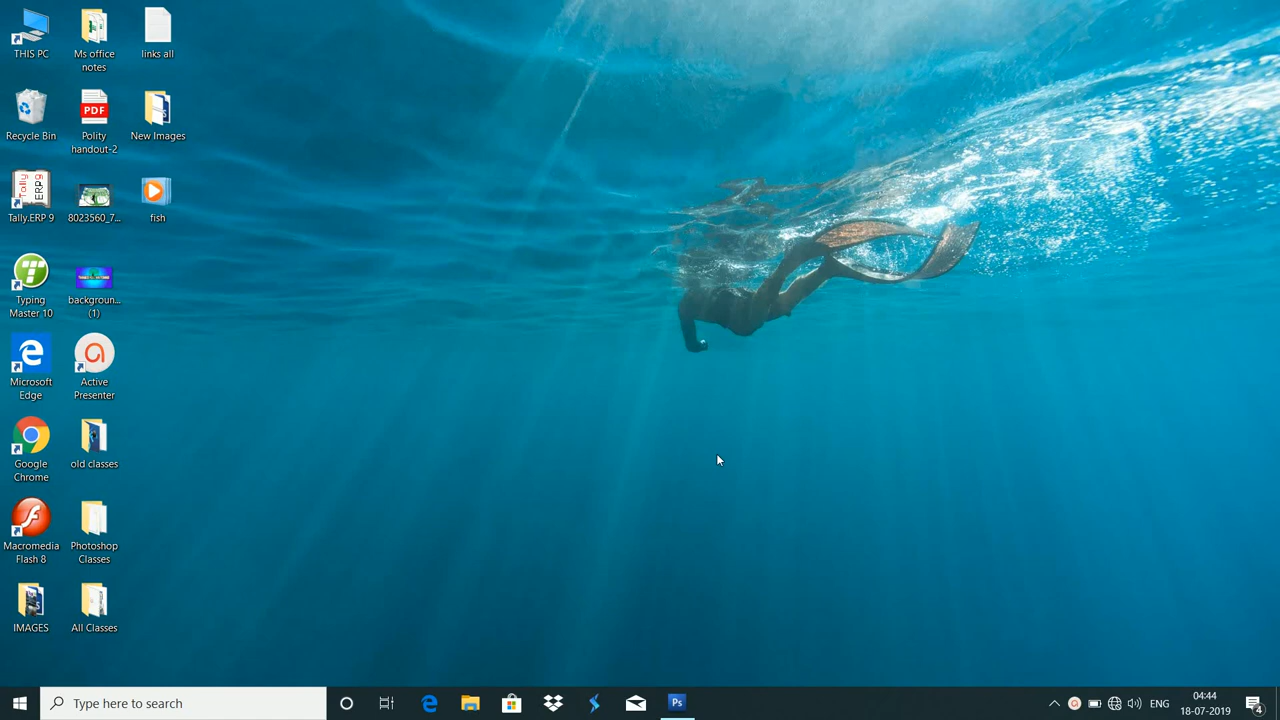 THIS PC
Ms office
notes
links all
Recycle Bin
PDF
Polity
handout-2
New Images
Tally
ERP9
Tally.ERP 9
8023560_7...
fish
Typing
Master 10
backgroun...
(1)
Microsoft
Edge
Active
Presenter
Google
Chrome
old classes
Macromedia
Flash 8
Photoshop
Classes
IMAGES
All Classes
Type here to search
Ps
ENG
04:44
18-07-2019
4